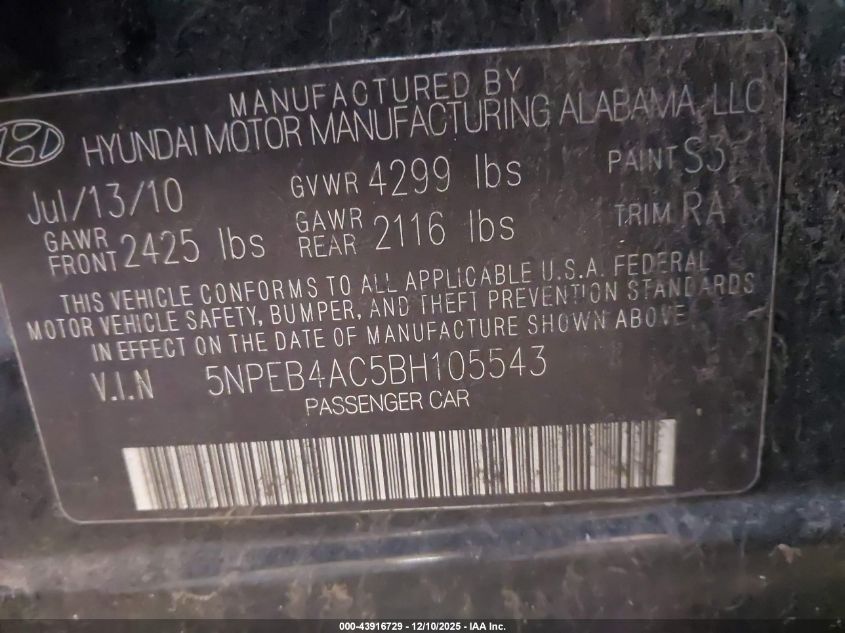 MANUFACTURED BY
HYUNDAI MOTOR MANUFACTURING ALABAMA, LLC
Jul/13/10 GVWR 4299 lbs PAINT S3
GAWR FRONT 2425 lbs GAWR REAR 2116 lbs TRIM RA
THIS VEHICLE CONFORMS TO ALL APPLICABLE U.S.A. FEDERAL
MOTOR VEHICLE SAFETY, BUMPER, AND THEFT PREVENTION STANDARDS
IN EFFECT ON THE DATE OF MANUFACTURE SHOWN ABOVE
V.I.N 5NPEB4AC5BH105543
PASSENGER CAR
000-43916729 - 12/10/2025 - IAA Inc.